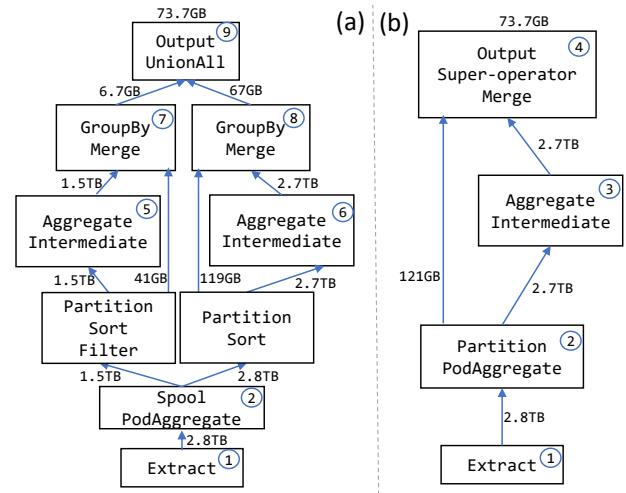 73.7GB
(a)
Output
UnionAll
9
6.7GB
67GB
GroupBy
Merge
7
GroupBy
Merge
8
1.5TB
2.7TB
Aggregate
Intermediate
5
Aggregate
Intermediate
6
1.5TB
41GB
119GB
2.7TB
Partition
Sort
Filter
Partition
Sort
1.5TB
2.8TB
Spool
PodAggregate
2
2.8TB
Extract
1
(b)
73.7GB
Output
Super-operator
Merge
4
2.7TB
Aggregate
Intermediate
3
121GB
2.7TB
Partition
PodAggregate
2
2.8TB
Extract
1